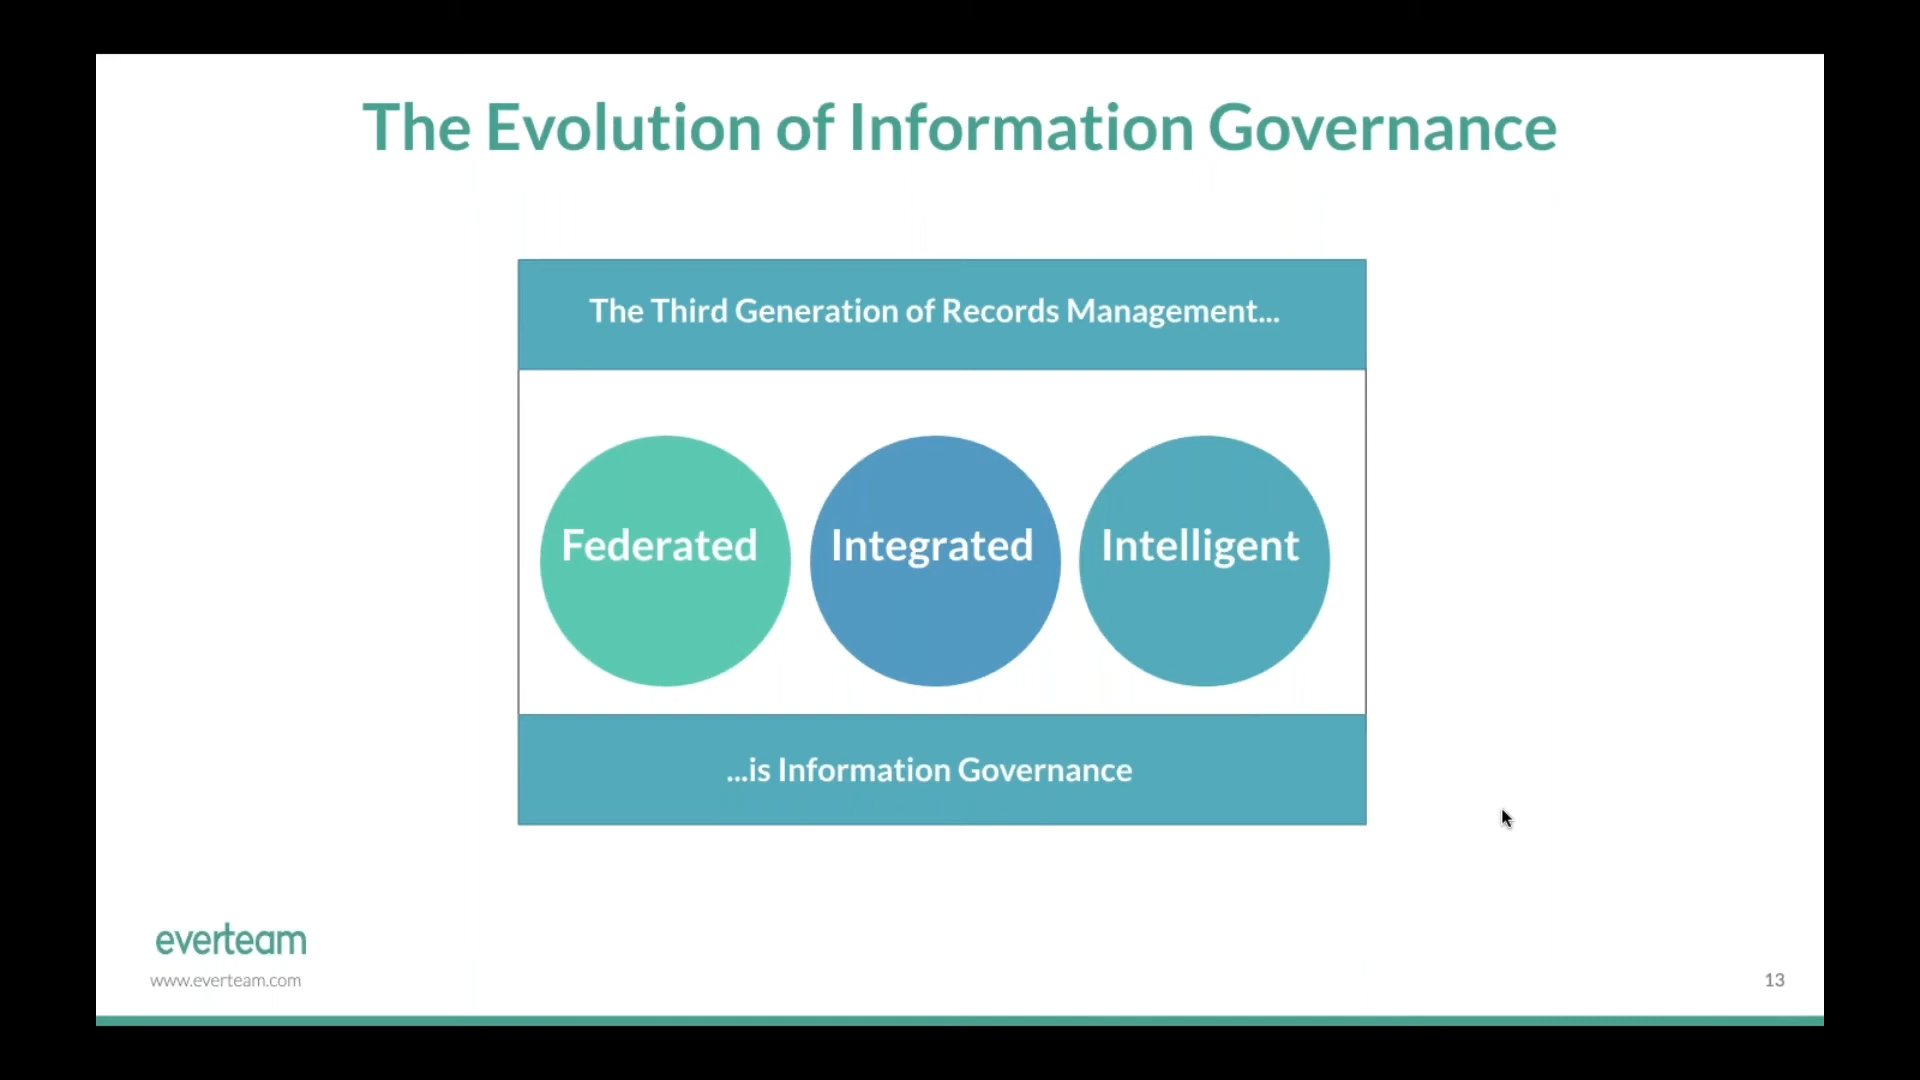 The Evolution of Information Governance
The Third Generation of Records Management...
Federated
Integrated
Intelligent
...is Information Governance
everteam
www.everteam.com
13